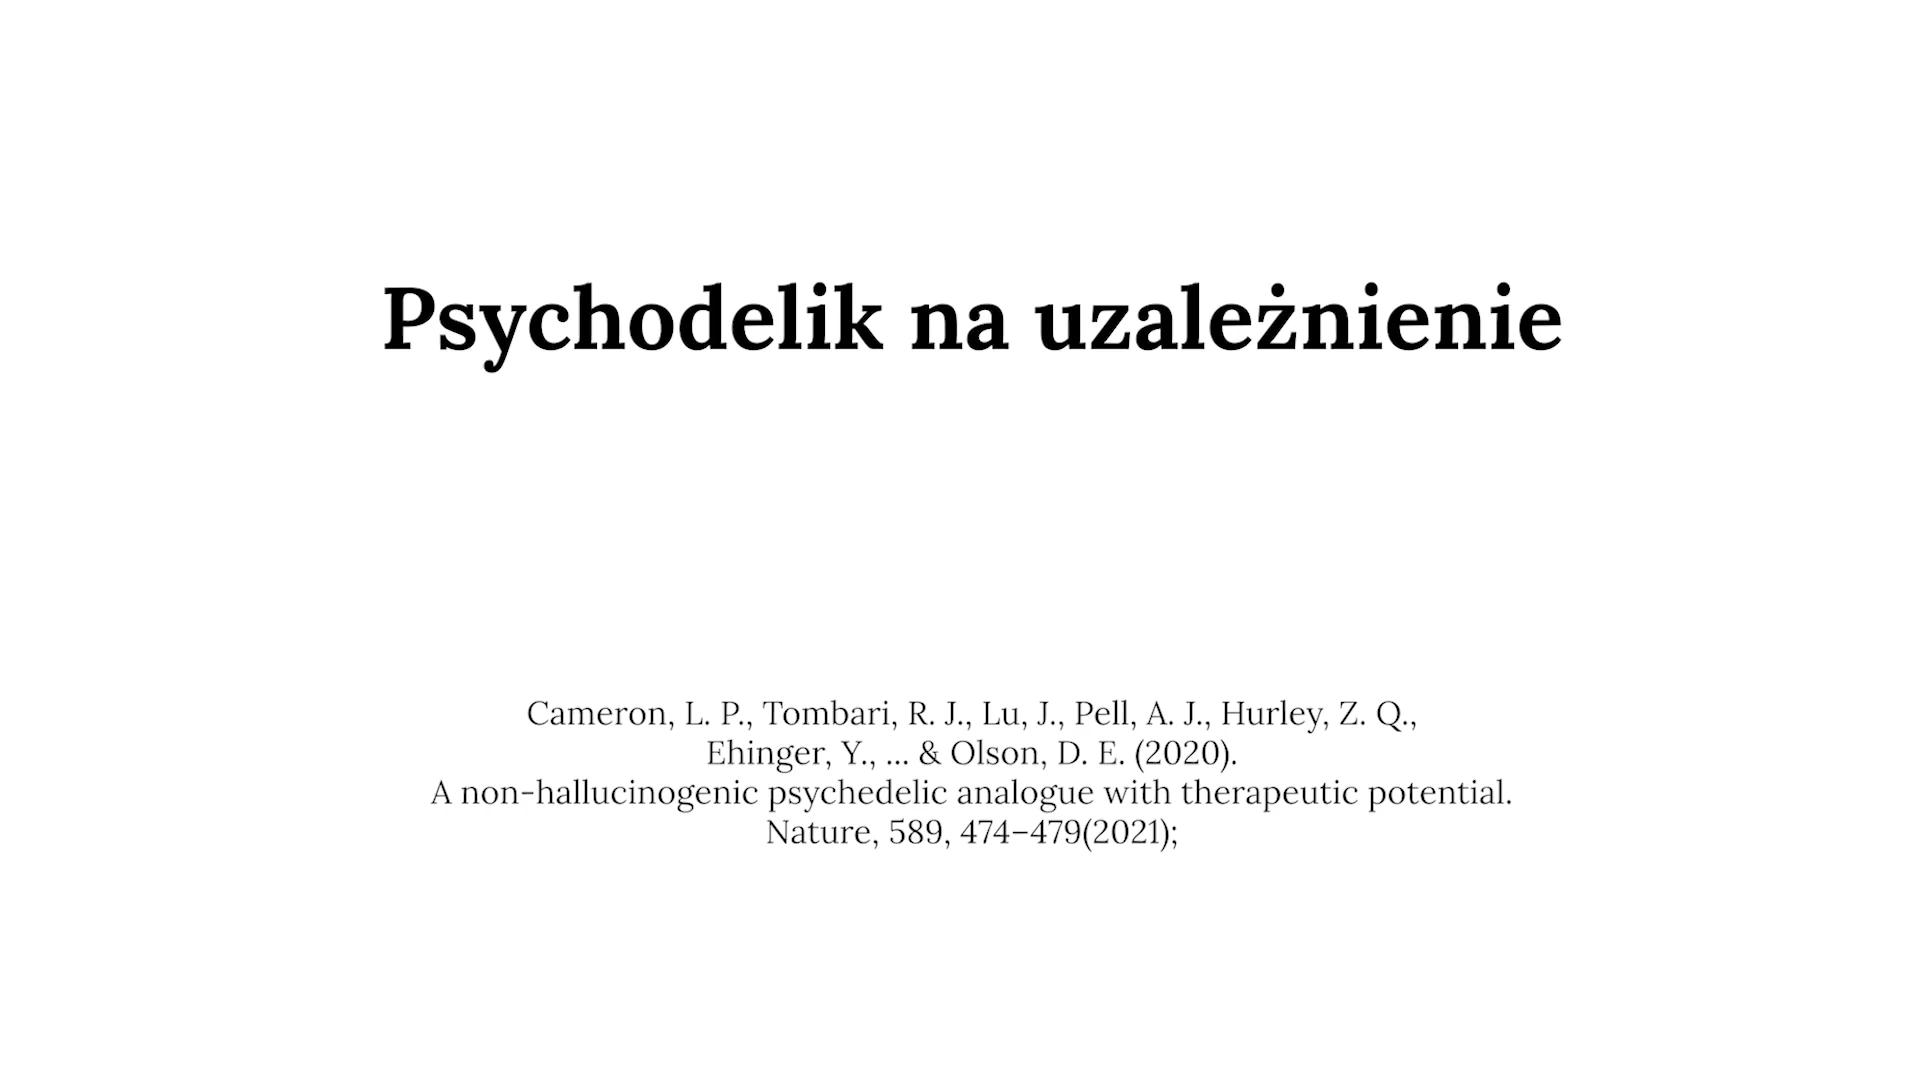 Psychodelik na uzależnienie
Cameron, L. P., Tombari, R. J., Lu, J., Pell, A. J., Hurley, Z. Q.,
Ehinger, Y., ... & Olson, D. E. (2020).
A non-hallucinogenic psychedelic analogue with therapeutic potential.
Nature, 589, 474–479(2021);